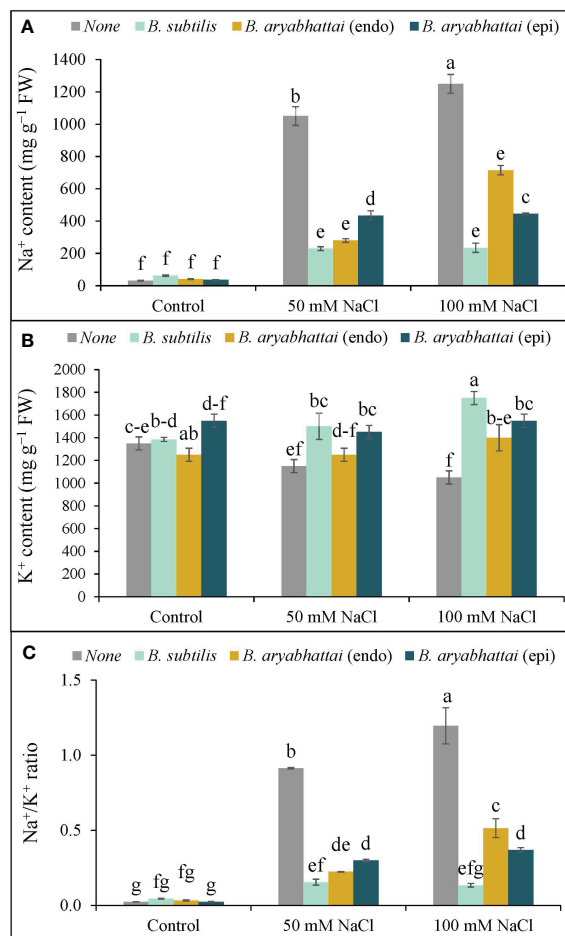 A
None B. subtilis B. aryabhattai (endo) B. aryabhattai (epi)
Na⁺ content (mg g⁻¹ FW)
1400
1200
1000
800
600
400
200
0
f f f f
b e e d
a e e c
Control 50 mM NaCl 100 mM NaCl
B
None B. subtilis B. aryabhattai (endo) B. aryabhattai (epi)
K⁺ content (mg g⁻¹ FW)
2000
1800
1600
1400
1200
1000
800
600
400
200
0
c-e b-d ab d-f
ef bc d-f bc
f a b-e bc
Control 50 mM NaCl 100 mM NaCl
C
None B. subtilis B. aryabhattai (endo) B. aryabhattai (epi)
Na⁺/K⁺ ratio
1.5
1.0
0.5
0.0
g fg fg g
b ef de d
a efg c d
Control 50 mM NaCl 100 mM NaCl